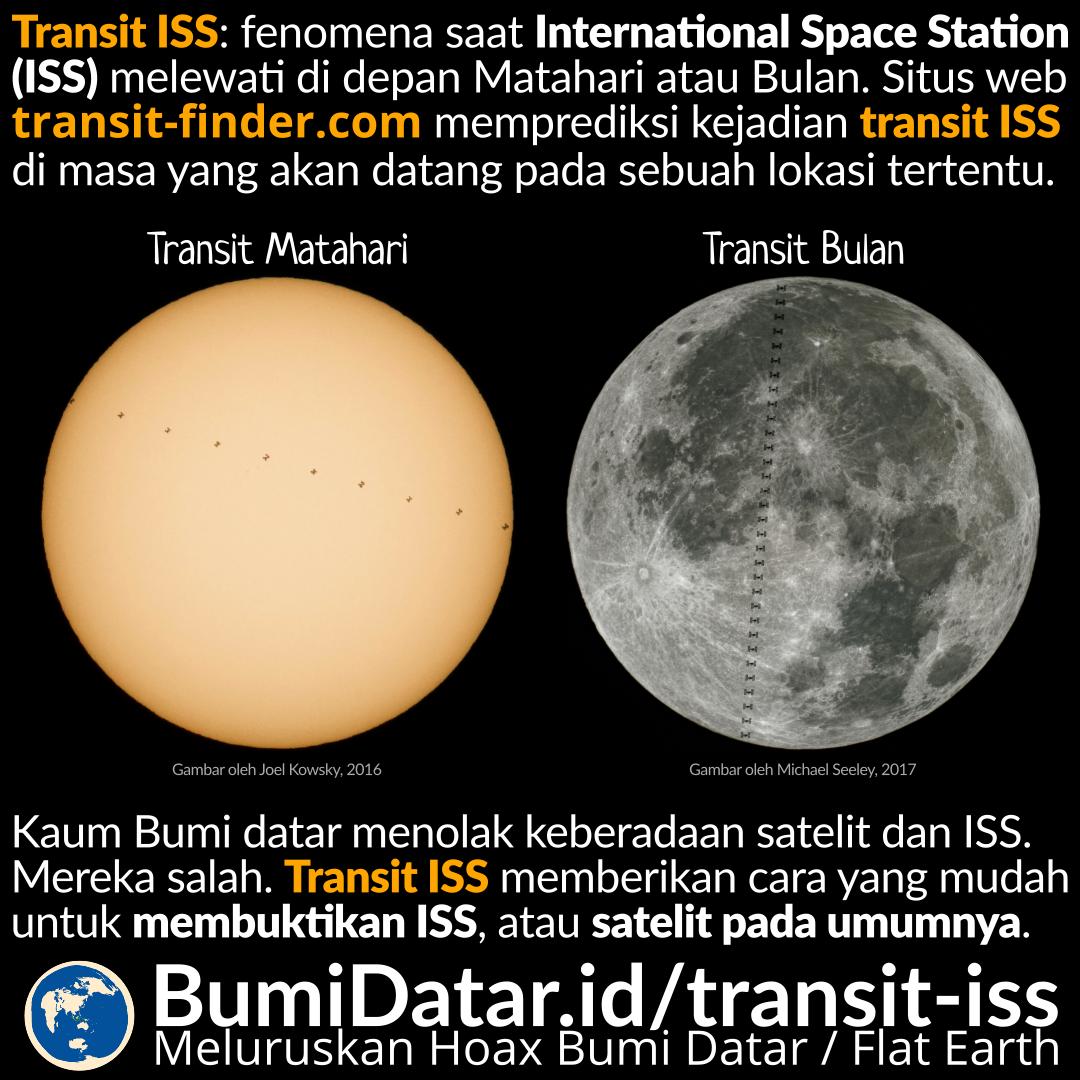 Transit ISS: fenomena saat International Space Station
(ISS) melewati di depan Matahari atau Bulan. Situs web
transit-finder.com memprediksi kejadian transit ISS
di masa yang akan datang pada sebuah lokasi tertentu.
Transit Matahari
Transit Bulan
Gambar oleh Joel Kowsky, 2016
Gambar oleh Michael Seeley, 2017
Kaum Bumi datar menolak keberadaan satelit dan ISS.
Mereka salah. Transit ISS memberikan cara yang mudah
untuk membuktikan ISS, atau satelit pada umumnya.
BumiDatar.id/transit-iss
Meluruskan Hoax Bumi Datar / Flat Earth